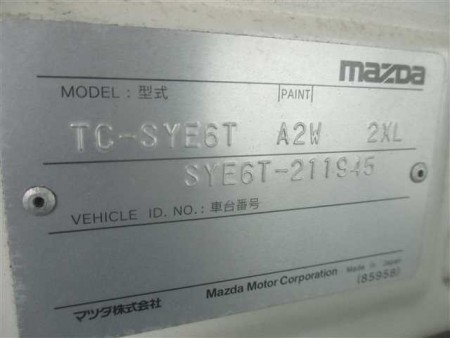 mazda
MODEL : 型式 PAINT
TC-SYE6T A2W 2XL
SYE6T-211945
VEHICLE ID. NO. : 車台番号
マツダ株式会社 Mazda Motor Corporation Made in Japan
(85958)